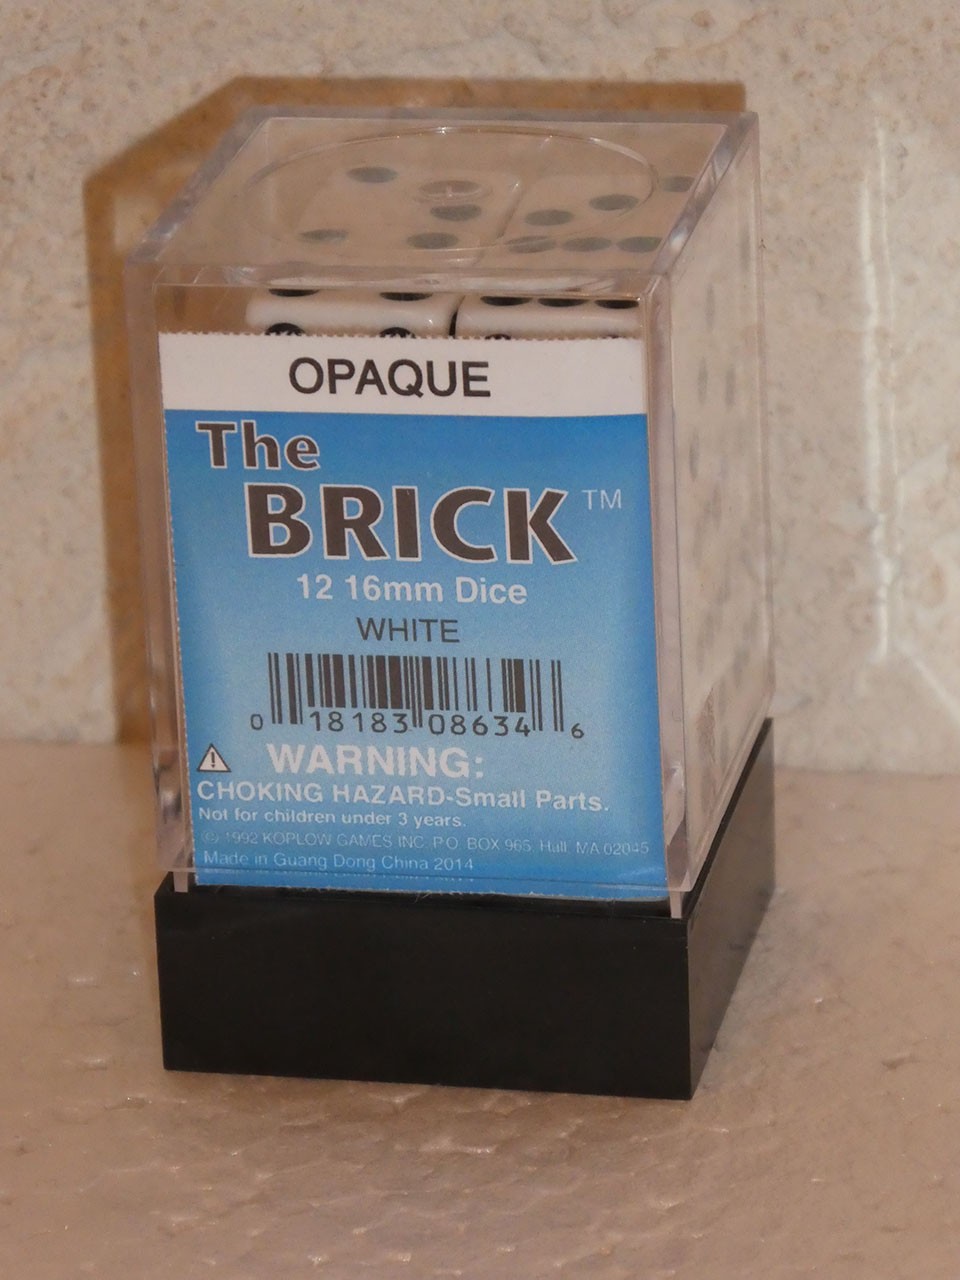 OPAQUE
The
BRICK™
12 16mm Dice
WHITE
0 18183 08634 6
WARNING:
CHOKING HAZARD-Small Parts.
Not for children under 3 years.
© 1992 KOPLOW GAMES INC. P.O. BOX 965, Hull, MA 02045
Made in Guang Dong China 2014